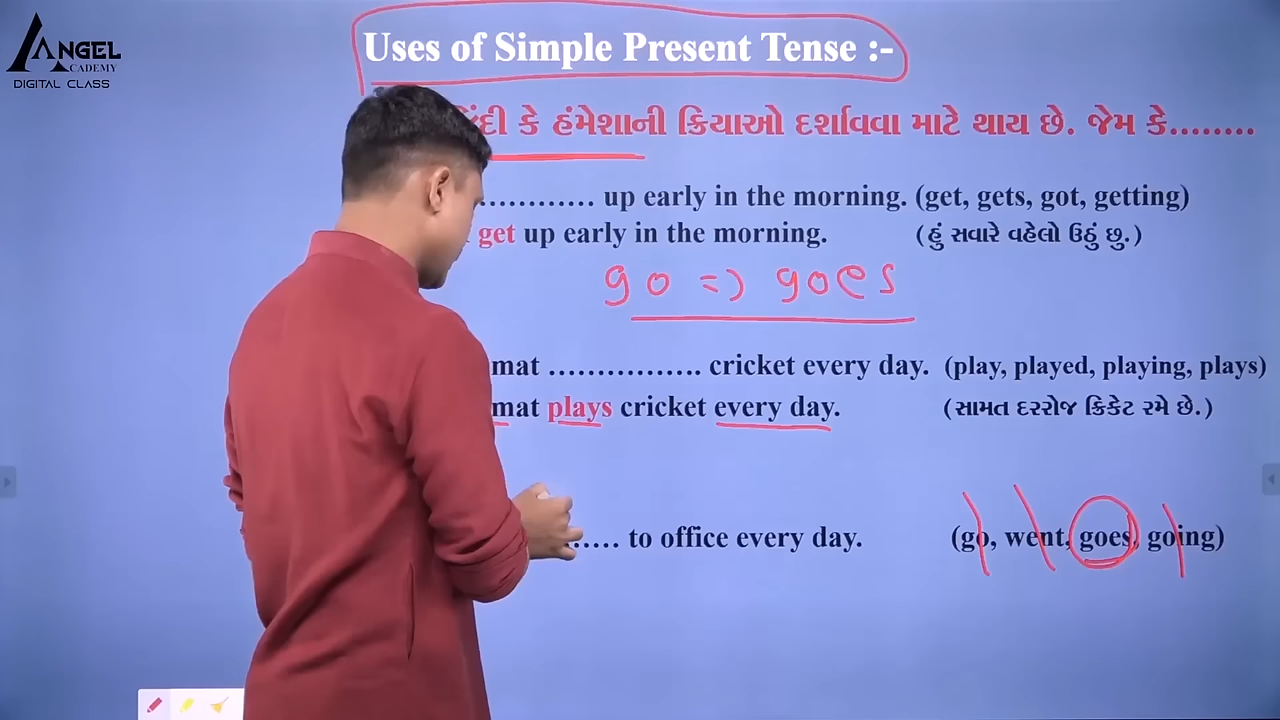 ANGEL
ACADEMY
DIGITAL CLASS
Uses of Simple Present Tense :-
કે હંમેશાની ક્રિયાઓ દર્શાવવા માટે થાય છે. જેમ કે........
............ up early in the morning. (get, gets, got, getting)
get up early in the morning. (હું સવારે વહેલો ઉઠું છુ.)
go => goes
mat ................ cricket every day. (play, played, playing, plays)
mat plays cricket every day. (સામત દરરોજ ક્રિકેટ રમે છે.)
..... to office every day. (go, went, goes, going)